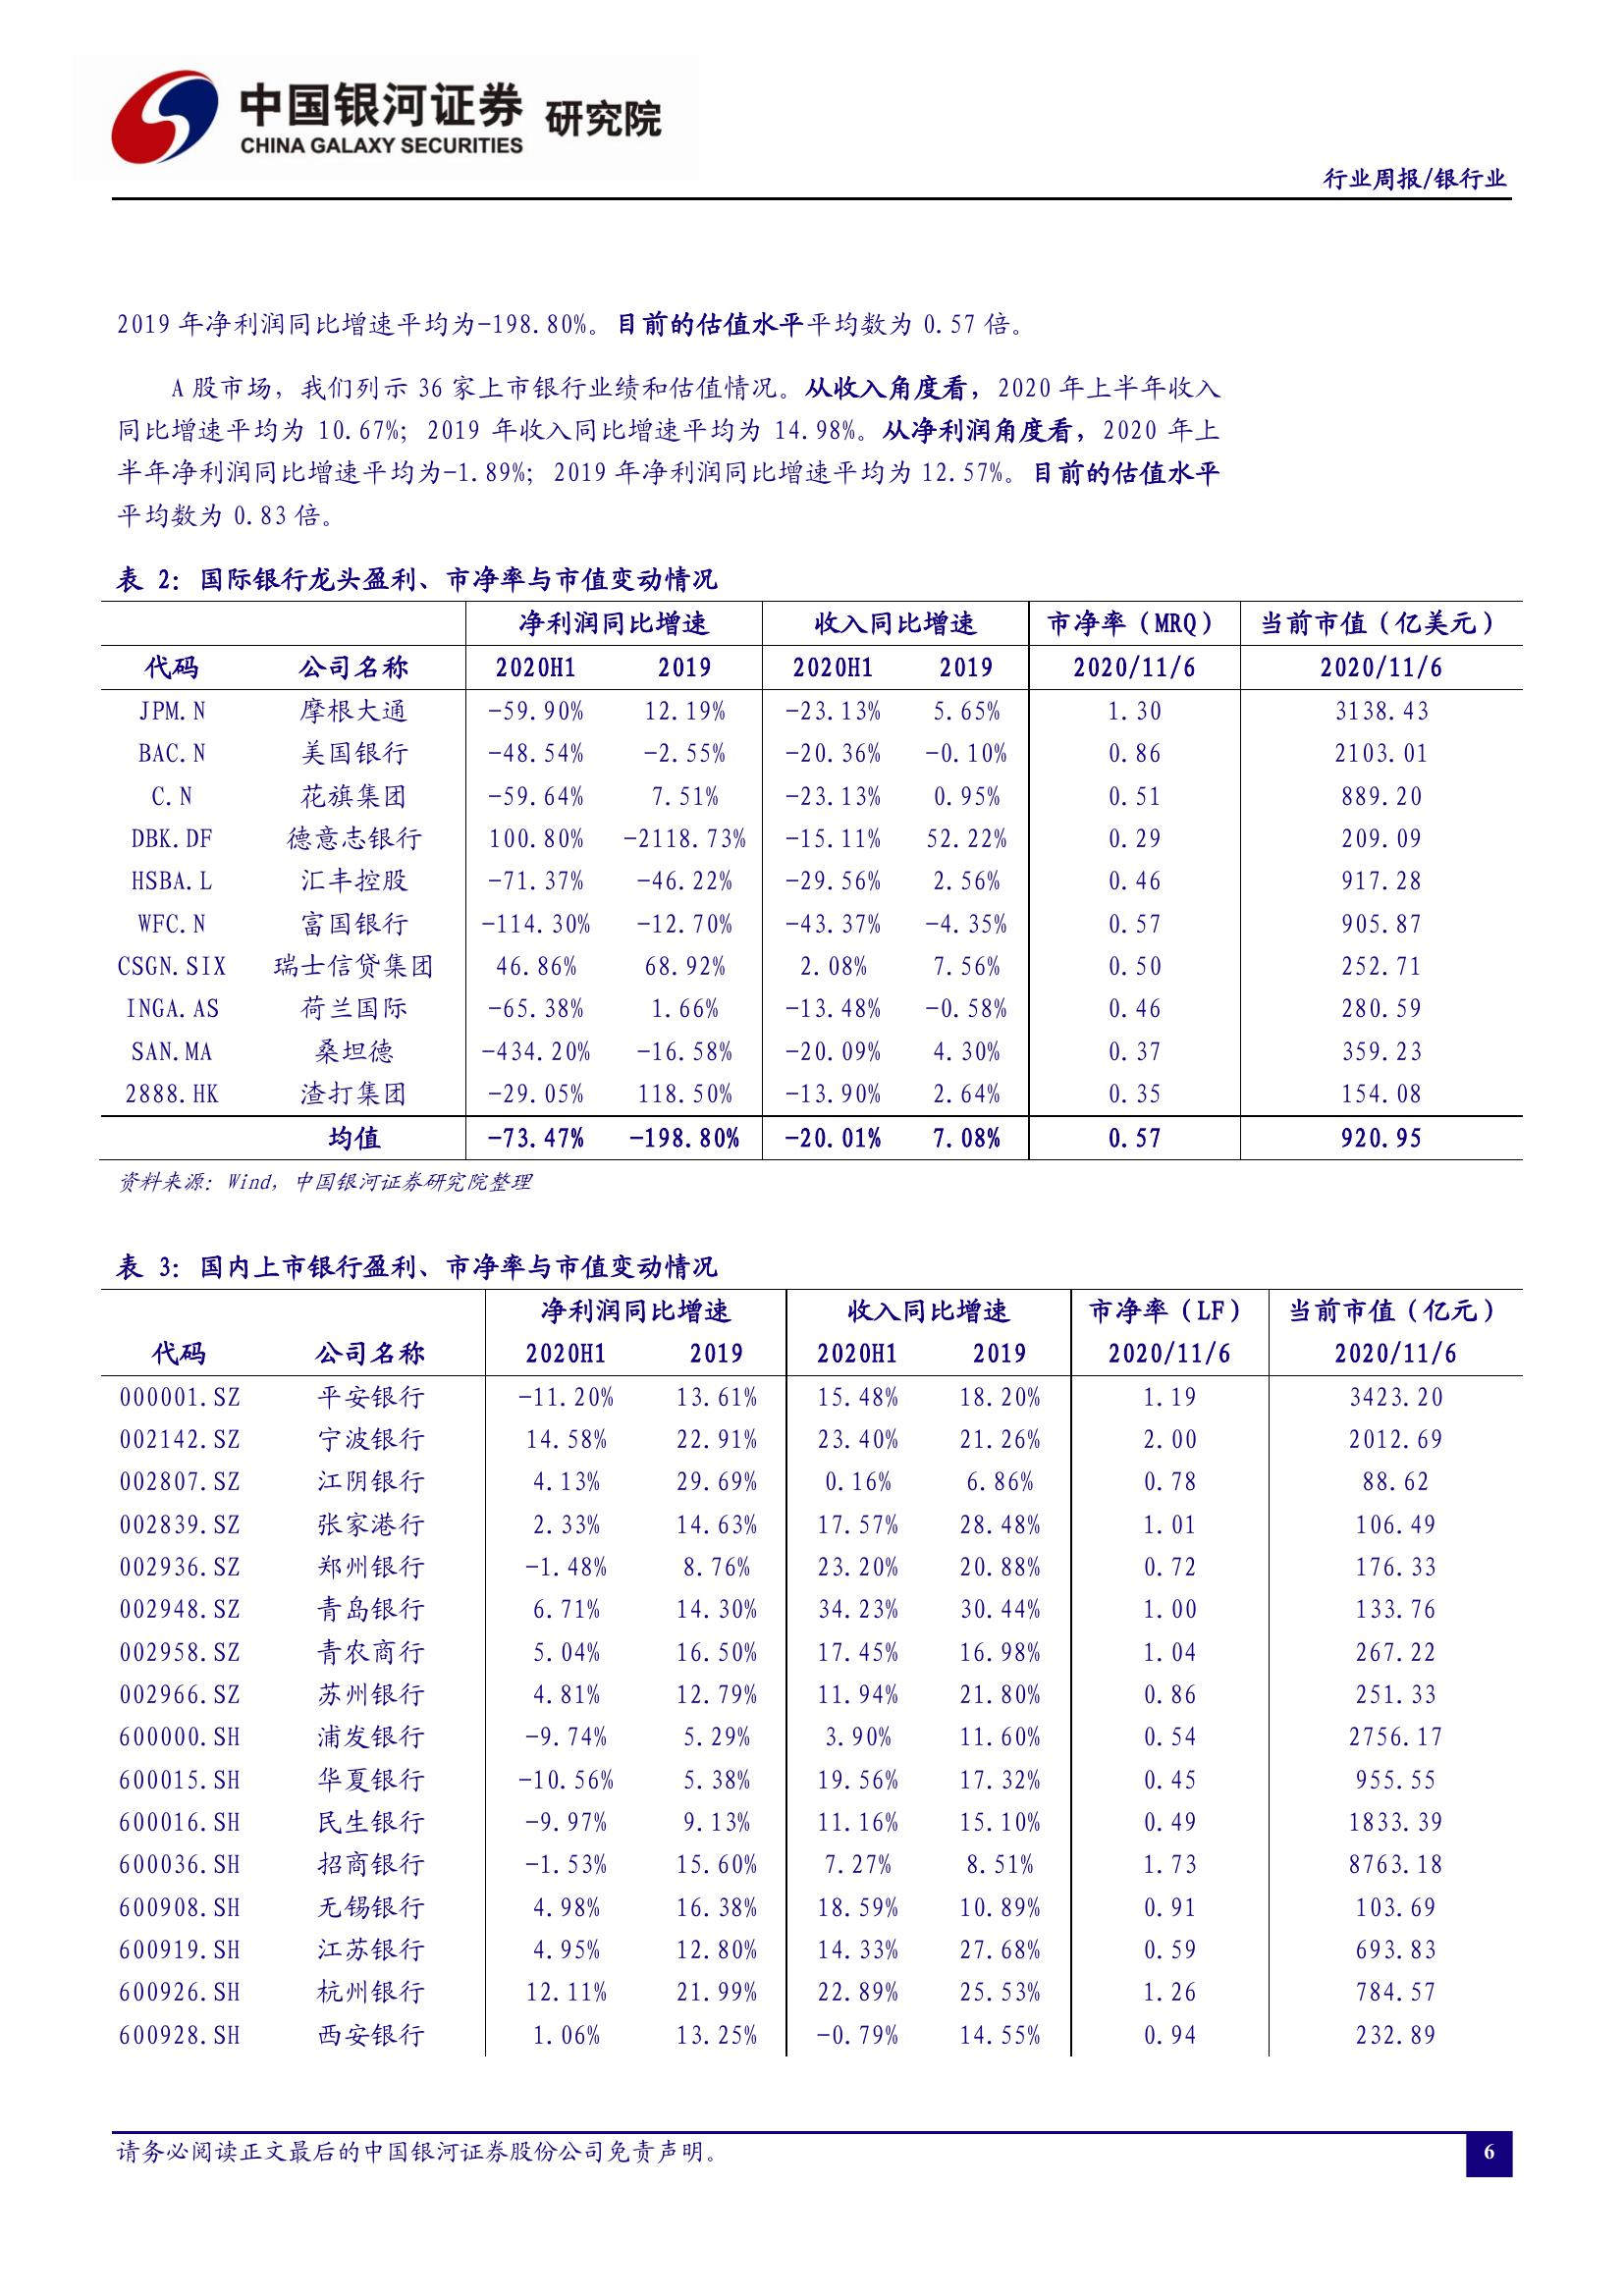 中国银河证券 研究院
CHINA GALAXY SECURITIES
行业周报/银行业
2019 年净利润同比增速平均为-198.80%。目前的估值水平平均数为 0.57 倍。
A 股市场，我们列示 36 家上市银行业绩和估值情况。从收入角度看，2020 年上半年收入
同比增速平均为 10.67%；2019 年收入同比增速平均为 14.98%。从净利润角度看，2020 年上
半年净利润同比增速平均为-1.89%；2019 年净利润同比增速平均为 12.57%。目前的估值水平
平均数为 0.83 倍。
表 2：国际银行龙头盈利、市净率与市值变动情况
净利润同比增速 收入同比增速 市净率（MRQ） 当前市值（亿美元）
代码 公司名称 2020H1 2019 2020H1 2019 2020/11/6 2020/11/6
JPM.N 摩根大通 -59.90% 12.19% -23.13% 5.65% 1.30 3138.43
BAC.N 美国银行 -48.54% -2.55% -20.36% -0.10% 0.86 2103.01
C.N 花旗集团 -59.64% 7.51% -23.13% 0.95% 0.51 889.20
DBK.DF 德意志银行 100.80% -2118.73% -15.11% 52.22% 0.29 209.09
HSBA.L 汇丰控股 -71.37% -46.22% -29.56% 2.56% 0.46 917.28
WFC.N 富国银行 -114.30% -12.70% -43.37% -4.35% 0.57 905.87
CSGN.SIX 瑞士信贷集团 46.86% 68.92% 2.08% 7.56% 0.50 252.71
INGA.AS 荷兰国际 -65.38% 1.66% -13.48% -0.58% 0.46 280.59
SAN.MA 桑坦德 -434.20% -16.58% -20.09% 4.30% 0.37 359.23
2888.HK 渣打集团 -29.05% 118.50% -13.90% 2.64% 0.35 154.08
均值 -73.47% -198.80% -20.01% 7.08% 0.57 920.95
资料来源：Wind，中国银河证券研究院整理
表 3：国内上市银行盈利、市净率与市值变动情况
净利润同比增速 收入同比增速 市净率（LF） 当前市值（亿元）
代码 公司名称 2020H1 2019 2020H1 2019 2020/11/6 2020/11/6
000001.SZ 平安银行 -11.20% 13.61% 15.48% 18.20% 1.19 3423.20
002142.SZ 宁波银行 14.58% 22.91% 23.40% 21.26% 2.00 2012.69
002807.SZ 江阴银行 4.13% 29.69% 0.16% 6.86% 0.78 88.62
002839.SZ 张家港行 2.33% 14.63% 17.57% 28.48% 1.01 106.49
002936.SZ 郑州银行 -1.48% 8.76% 23.20% 20.88% 0.72 176.33
002948.SZ 青岛银行 6.71% 14.30% 34.23% 30.44% 1.00 133.76
002958.SZ 青农商行 5.04% 16.50% 17.45% 16.98% 1.04 267.22
002966.SZ 苏州银行 4.81% 12.79% 11.94% 21.80% 0.86 251.33
600000.SH 浦发银行 -9.74% 5.29% 3.90% 11.60% 0.54 2756.17
600015.SH 华夏银行 -10.56% 5.38% 19.56% 17.32% 0.45 955.55
600016.SH 民生银行 -9.97% 9.13% 11.16% 15.10% 0.49 1833.39
600036.SH 招商银行 -1.53% 15.60% 7.27% 8.51% 1.73 8763.18
600908.SH 无锡银行 4.98% 16.38% 18.59% 10.89% 0.91 103.69
600919.SH 江苏银行 4.95% 12.80% 14.33% 27.68% 0.59 693.83
600926.SH 杭州银行 12.11% 21.99% 22.89% 25.53% 1.26 784.57
600928.SH 西安银行 1.06% 13.25% -0.79% 14.55% 0.94 232.89
请务必阅读正文最后的中国银河证券股份公司免责声明。
6